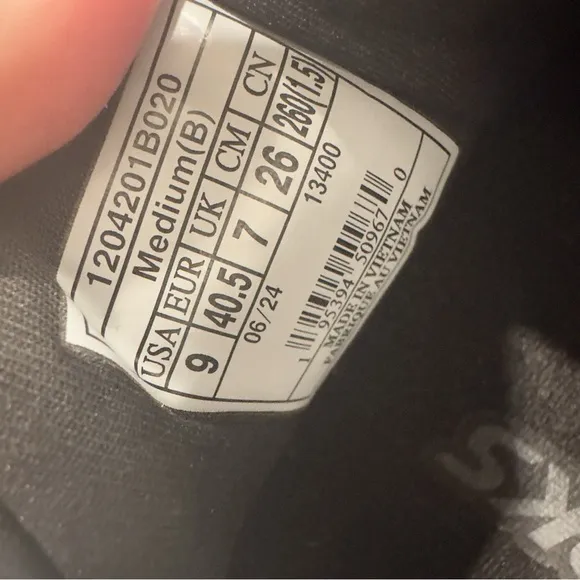 1204201B020
Medium(B)
USA EUR UK CM CN
9 40.5 7 26 260(1.5)
06/24 13400
1 95394 50967 0
MADE IN VIETNAM
FABRIQUE AU VIETNAM